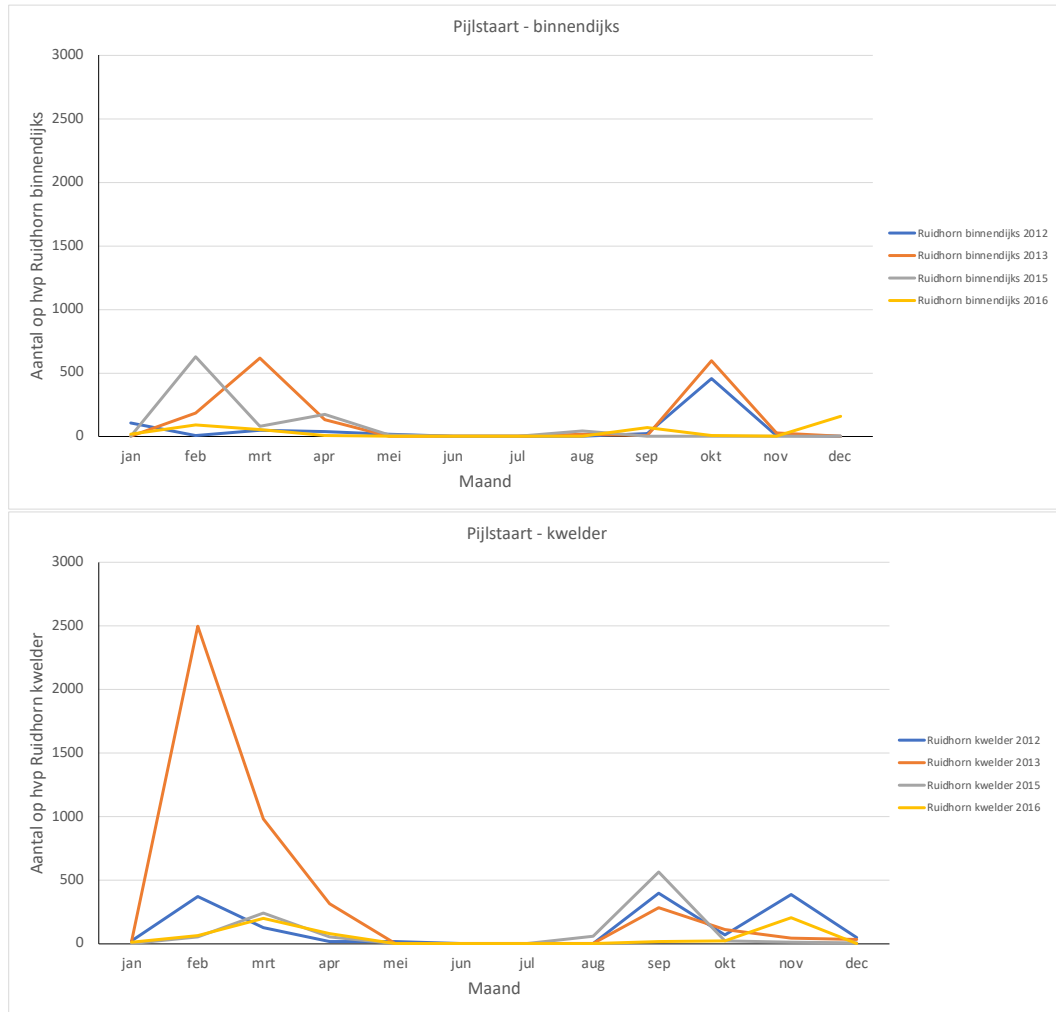 Pijlstaart - binnendijks
3000
2500
2000
1500
1000
500
0
Aantal op hvp Ruidhorn binnendijks
jan feb mrt apr mei jun jul aug sep okt nov dec
Maand
Ruidhorn binnendijks 2012
Ruidhorn binnendijks 2013
Ruidhorn binnendijks 2015
Ruidhorn binnendijks 2016
Pijlstaart - kwelder
3000
2500
2000
1500
1000
500
0
Aantal op hvp Ruidhorn kwelder
jan feb mrt apr mei jun jul aug sep okt nov dec
Maand
Ruidhorn kwelder 2012
Ruidhorn kwelder 2013
Ruidhorn kwelder 2015
Ruidhorn kwelder 2016